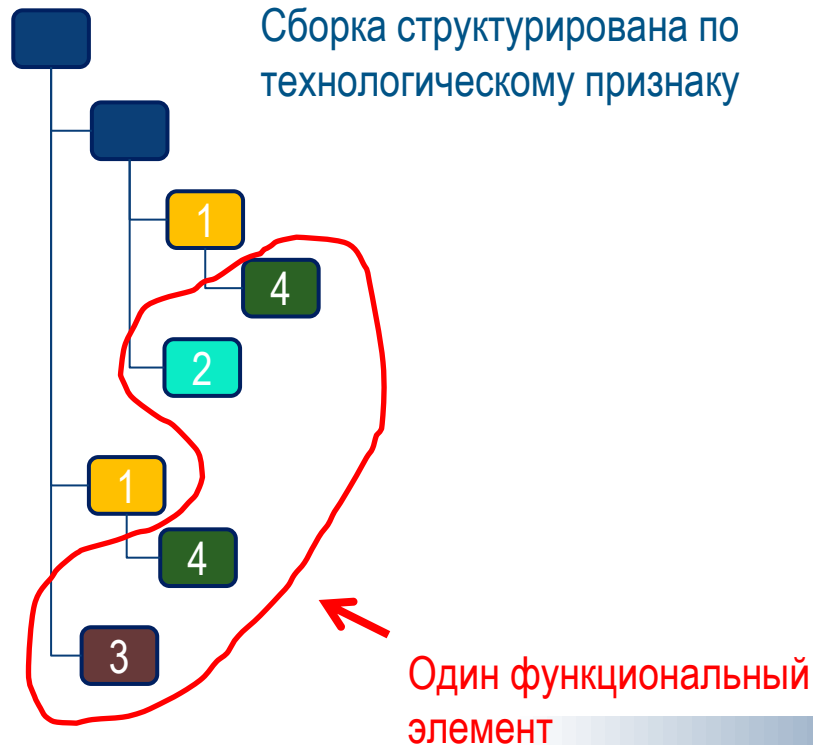 Сборка структурирована по
технологическому признаку
1
4
2
1
4
3
Один функциональный
элемент